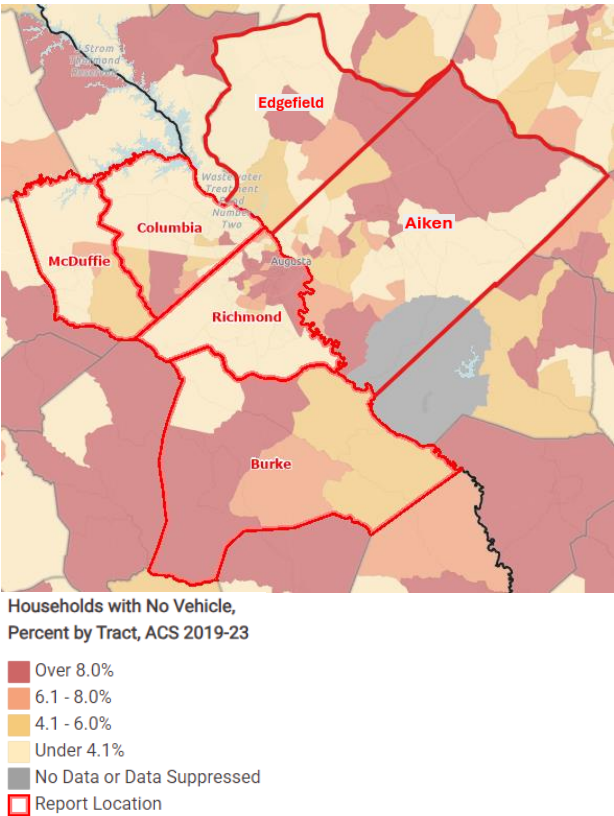 J Strom
Thurmond
Reservoir
Edgefield
Wastewater
Treatment
Pond
Number
Two
Columbia
Aiken
McDuffie
Augusta
Richmond
Burke
Households with No Vehicle,
Percent by Tract, ACS 2019-23
Over 8.0%
6.1 - 8.0%
4.1 - 6.0%
Under 4.1%
No Data or Data Suppressed
Report Location